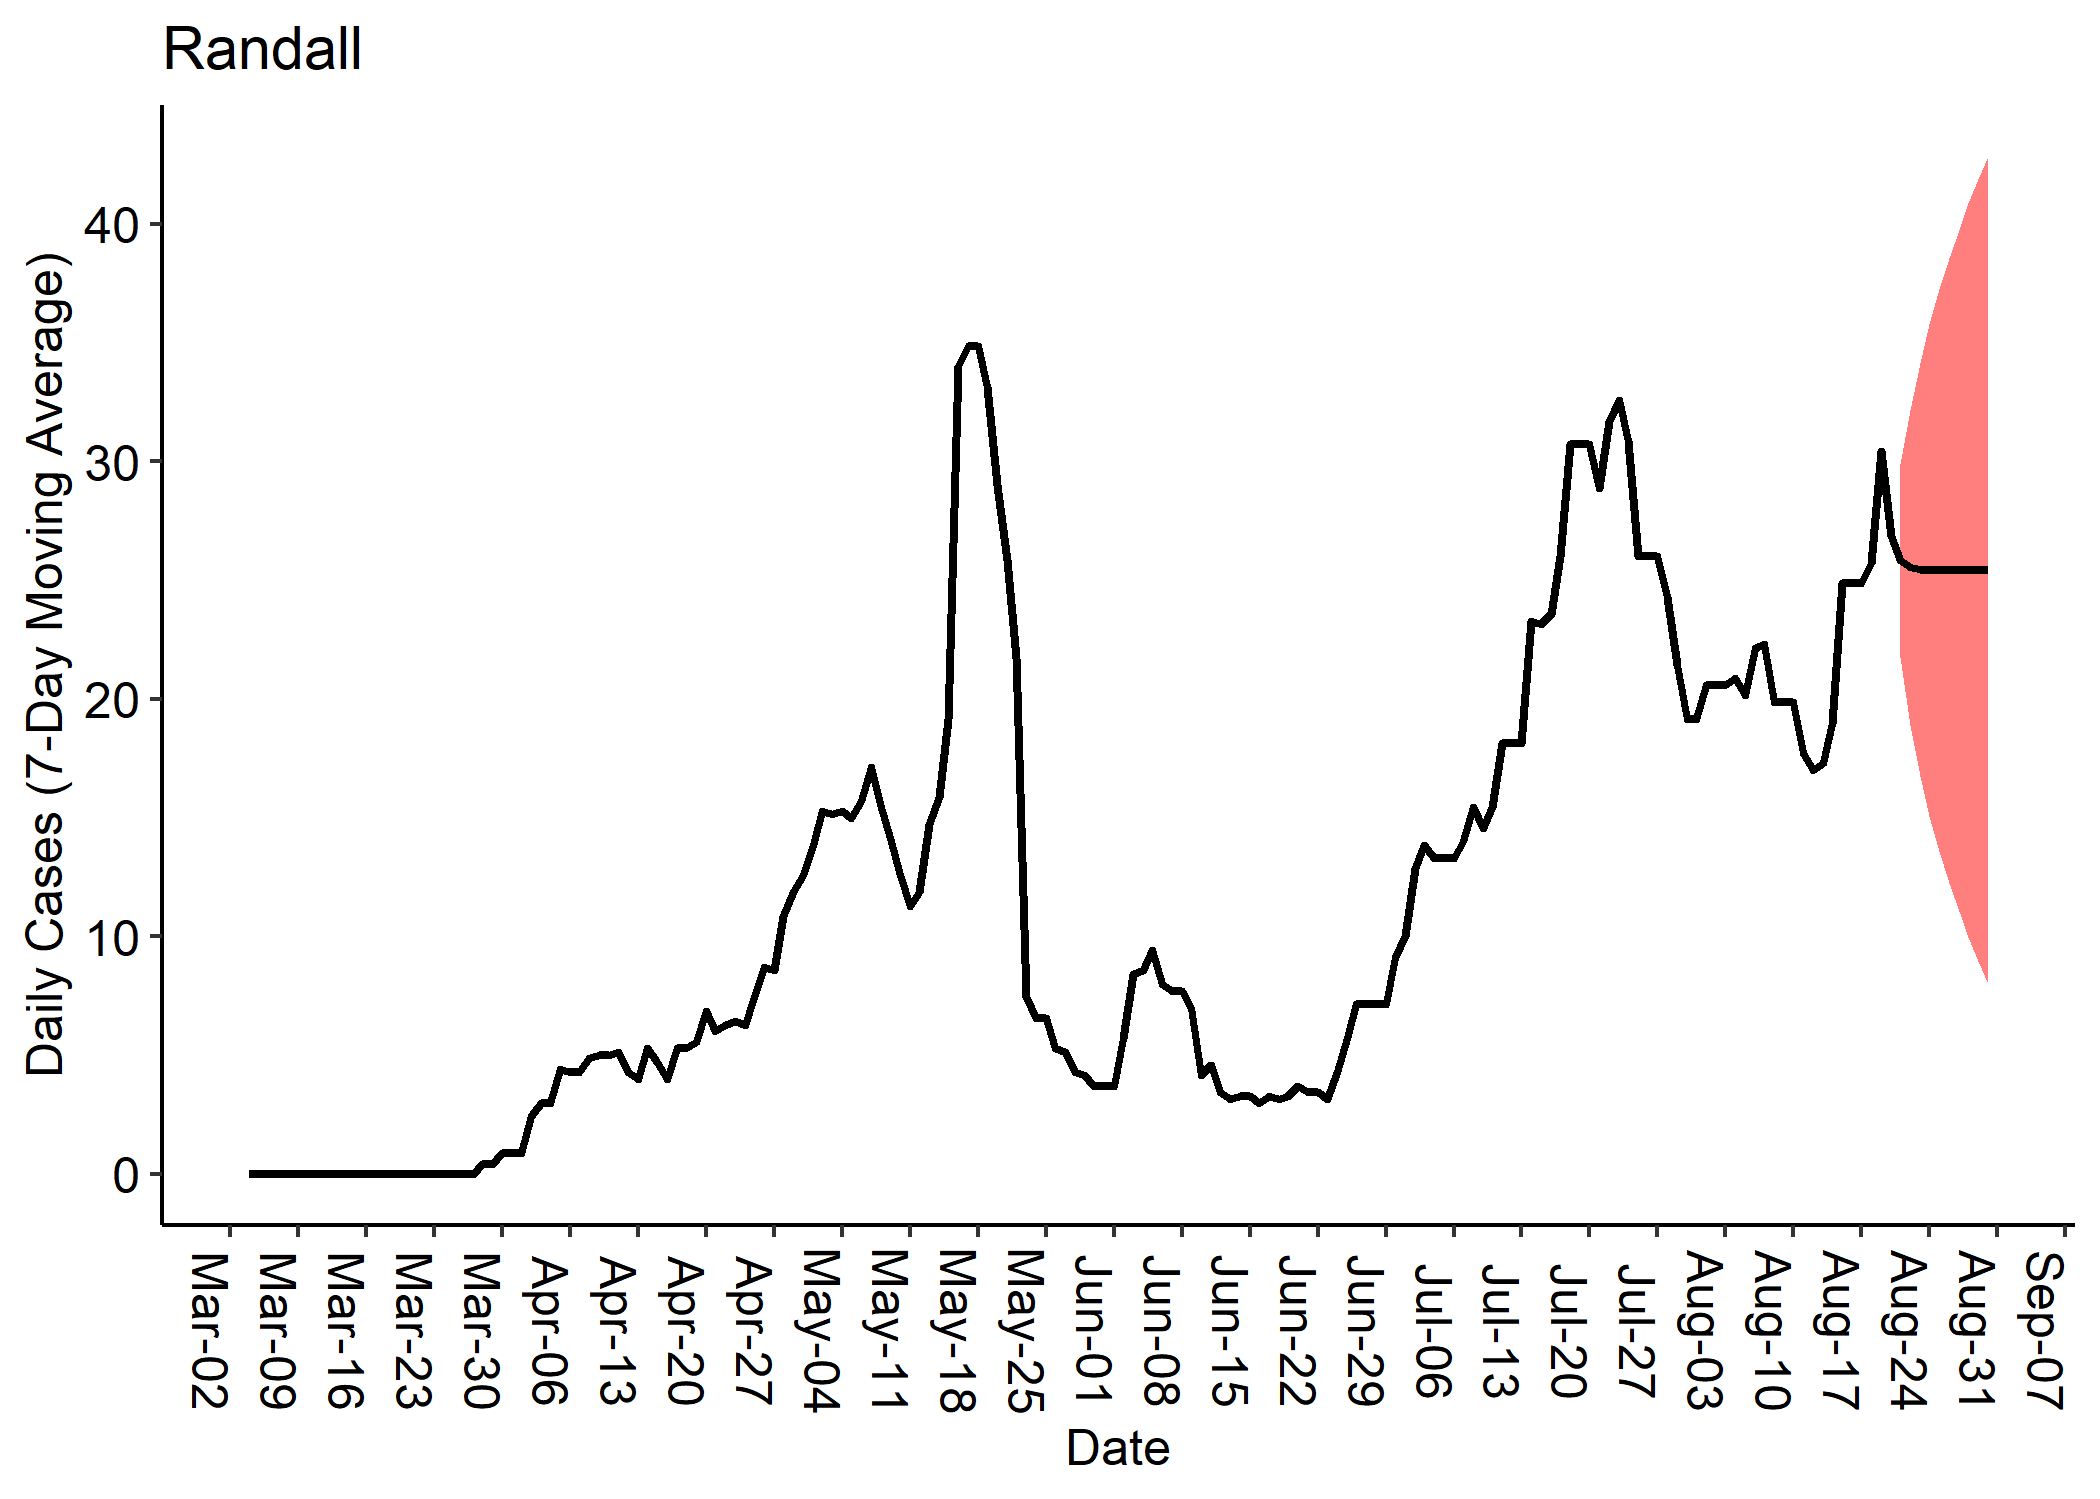 Randall
Daily Cases (7-Day Moving Average)
40
30
20
10
0
Mar-02
Mar-09
Mar-16
Mar-23
Mar-30
Apr-06
Apr-13
Apr-20
Apr-27
May-04
May-11
May-18
May-25
Jun-01
Jun-08
Jun-15
Jun-22
Jun-29
Jul-06
Jul-13
Jul-20
Jul-27
Aug-03
Aug-10
Aug-17
Aug-24
Aug-31
Sep-07
Date